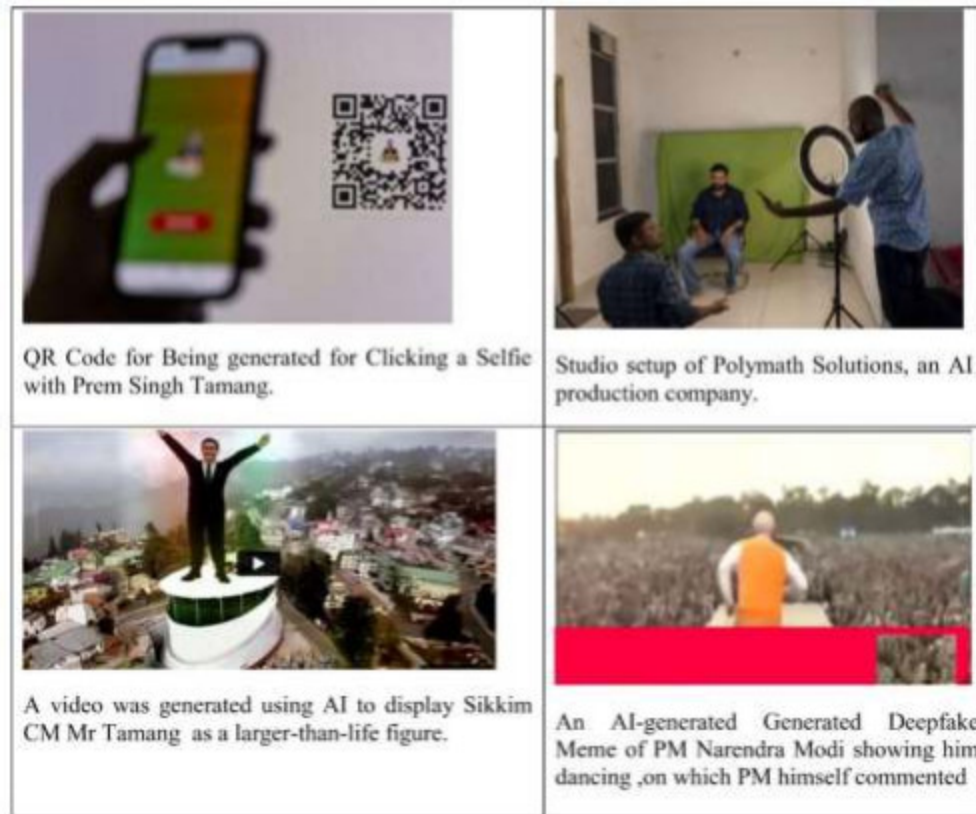 QR Code for Being generated for Clicking a Selfie
with Prem Singh Tamang.
Studio setup of Polymath Solutions, an AI
production company.
A video was generated using AI to display Sikkim
CM Mr Tamang as a larger-than-life figure.
An AI-generated Generated Deepfake
Meme of PM Narendra Modi showing him
dancing ,on which PM himself commented